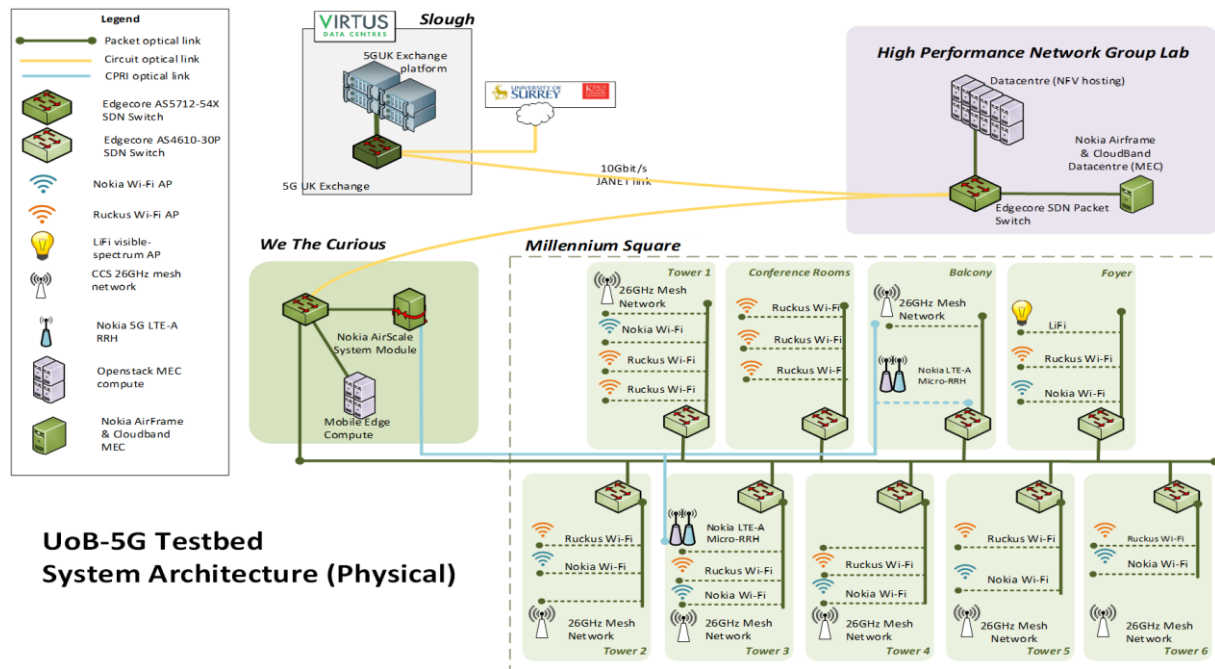 Legend
Packet optical link
Circuit optical link
CPRI optical link
Edgecore AS5712-54X
SDN Switch
Edgecore AS4610-30P
SDN Switch
Nokia Wi-Fi AP
Ruckus Wi-Fi AP
LiFi visible-
spectrum AP
CCS 26GHz mesh
network
Nokia 5G LTE-A
RRH
Openstack MEC
compute
Nokia AirFrame
& Cloudband
MEC
VIRTUS
DATA CENTRES
Slough
5GUK Exchange
platform
5G UK Exchange
UNIVERSITY OF
SURREY
10Gbit/s
JANET link
High Performance Network Group Lab
Datacentre (NFV hosting)
Nokia Airframe
& CloudBand
Datacentre (MEC)
Edgecore SDN Packet
Switch
We The Curious
Nokia AirScale
System Module
Mobile Edge
Compute
Millennium Square
Tower 1
26GHz Mesh
Network
Nokia Wi-Fi
Ruckus Wi-Fi
Ruckus Wi-Fi
Conference Rooms
Ruckus Wi-Fi
Ruckus Wi-Fi
Ruckus Wi-F
Balcony
26GHz Mesh
Network
Nokia LTE-A
Micro-RRH
Foyer
LiFi
Ruckus Wi-Fi
Nokia Wi-Fi
Ruckus Wi-Fi
Nokia Wi-Fi
26GHz Mesh
Network
Tower 2
Nokia LTE-A
Micro-RRH
Ruckus Wi-Fi
Nokia Wi-Fi
26GHz Mesh
Network
Tower 3
Ruckus Wi-Fi
Nokia Wi-Fi
26GHz Mesh
Network
Tower 4
Ruckus Wi-Fi
Nokia Wi-Fi
26GHz Mesh
Network
Tower 5
Ruckus Wi-Fi
Nokia Wi-Fi
26GHz Mesh
Network
Tower 6
UoB-5G Testbed
System Architecture (Physical)